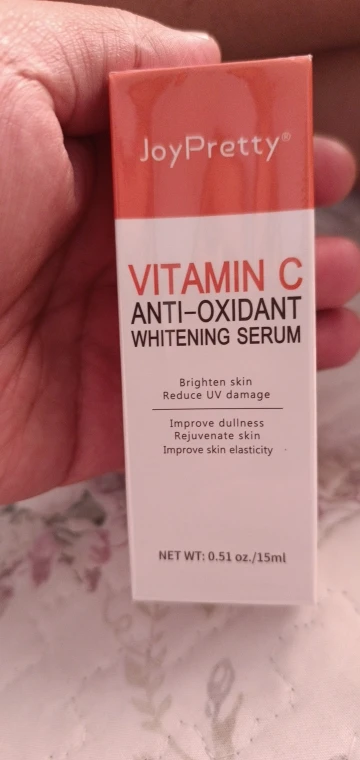 JoyPretty®
VITAMIN C
ANTI-OXIDANT
WHITENING SERUM
Brighten skin
Reduce UV damage
Improve dullness
Rejuvenate skin
Improve skin elasticity
NET WT: 0.51 oz./15ml